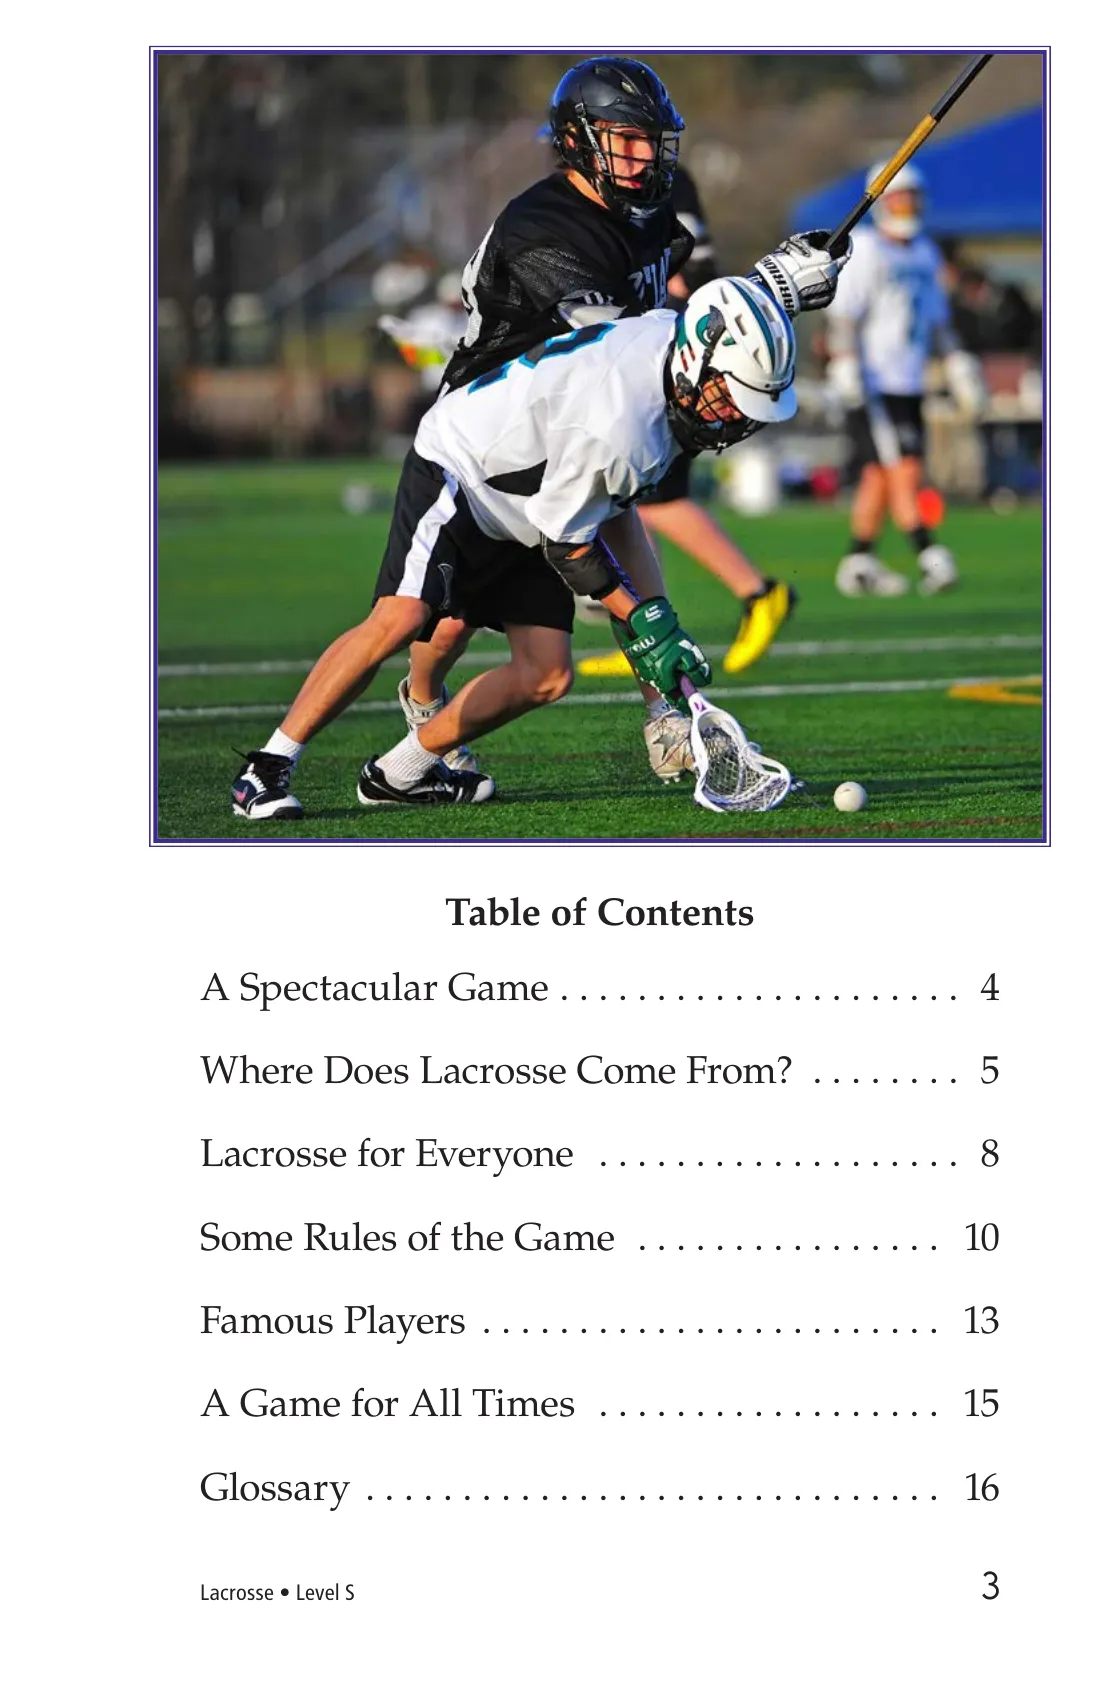 WARRIOR
Table of Contents
A Spectacular Game . . . . . . . . . . . . . . . . . . . . . 4
Where Does Lacrosse Come From? . . . . . . . . 5
Lacrosse for Everyone . . . . . . . . . . . . . . . . . . . 8
Some Rules of the Game . . . . . . . . . . . . . . . . 10
Famous Players . . . . . . . . . . . . . . . . . . . . . . . . 13
A Game for All Times . . . . . . . . . . . . . . . . . . 15
Glossary . . . . . . . . . . . . . . . . . . . . . . . . . . . . . . 16
Lacrosse • Level S 3